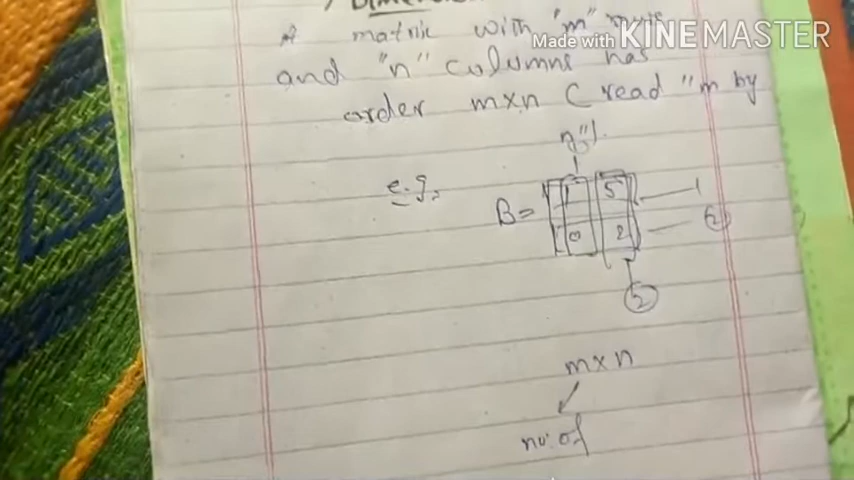 Made with KINEMASTER
A matrix with "m" rows
and "n" columns has
order m×n ( read "m by
n").
e.g,
1
B= 1 5 1
0 2 2
2
m×n
no. of